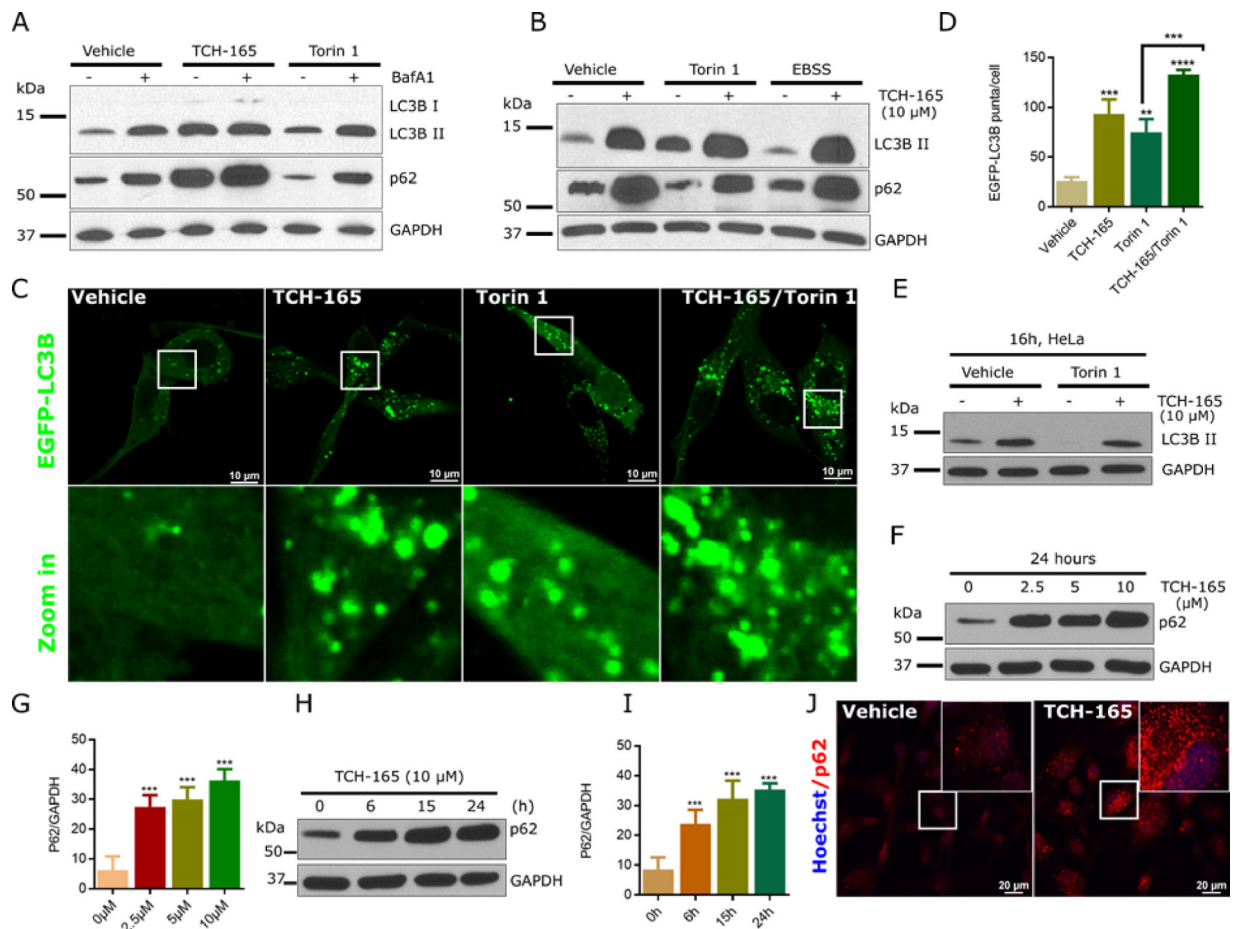 A
Vehicle TCH-165 Torin 1
- + - + - + BafA1
kDa
LC3B I
15
LC3B II
p62
50
37
GAPDH
B
Vehicle Torin 1 EBSS
- + - + - + TCH-165
(10 µM)
kDa
15
LC3B II
p62
50
37
GAPDH
D
EGFP-LC3B punta/cell
150
100
50
0
***
*** ** ****
Vehicle
TCH-165
Torin 1
TCH-165/Torin 1
C
EGFP-LC3B
Vehicle TCH-165 Torin 1 TCH-165/Torin 1
10 µm 10 µm 10 µm 10 µm
Zoom in
E
16h, HeLa
Vehicle Torin 1
- + - + TCH-165
(10 µM)
kDa
15
LC3B II
37
GAPDH
F
24 hours
0 2.5 5 10 TCH-165
(µM)
kDa
p62
50
37
GAPDH
G
P62/GAPDH
50
40
30
20
10
0
*** *** ***
0µM
2.5µM
5µM
10µM
H
TCH-165 (10 µM)
0 6 15 24 (h)
kDa
p62
50
37
GAPDH
I
P62/GAPDH
50
40
30
20
10
0
*** *** ***
0h
6h
15h
24h
J
Hoechst/p62
Vehicle TCH-165
20 µm 20 µm